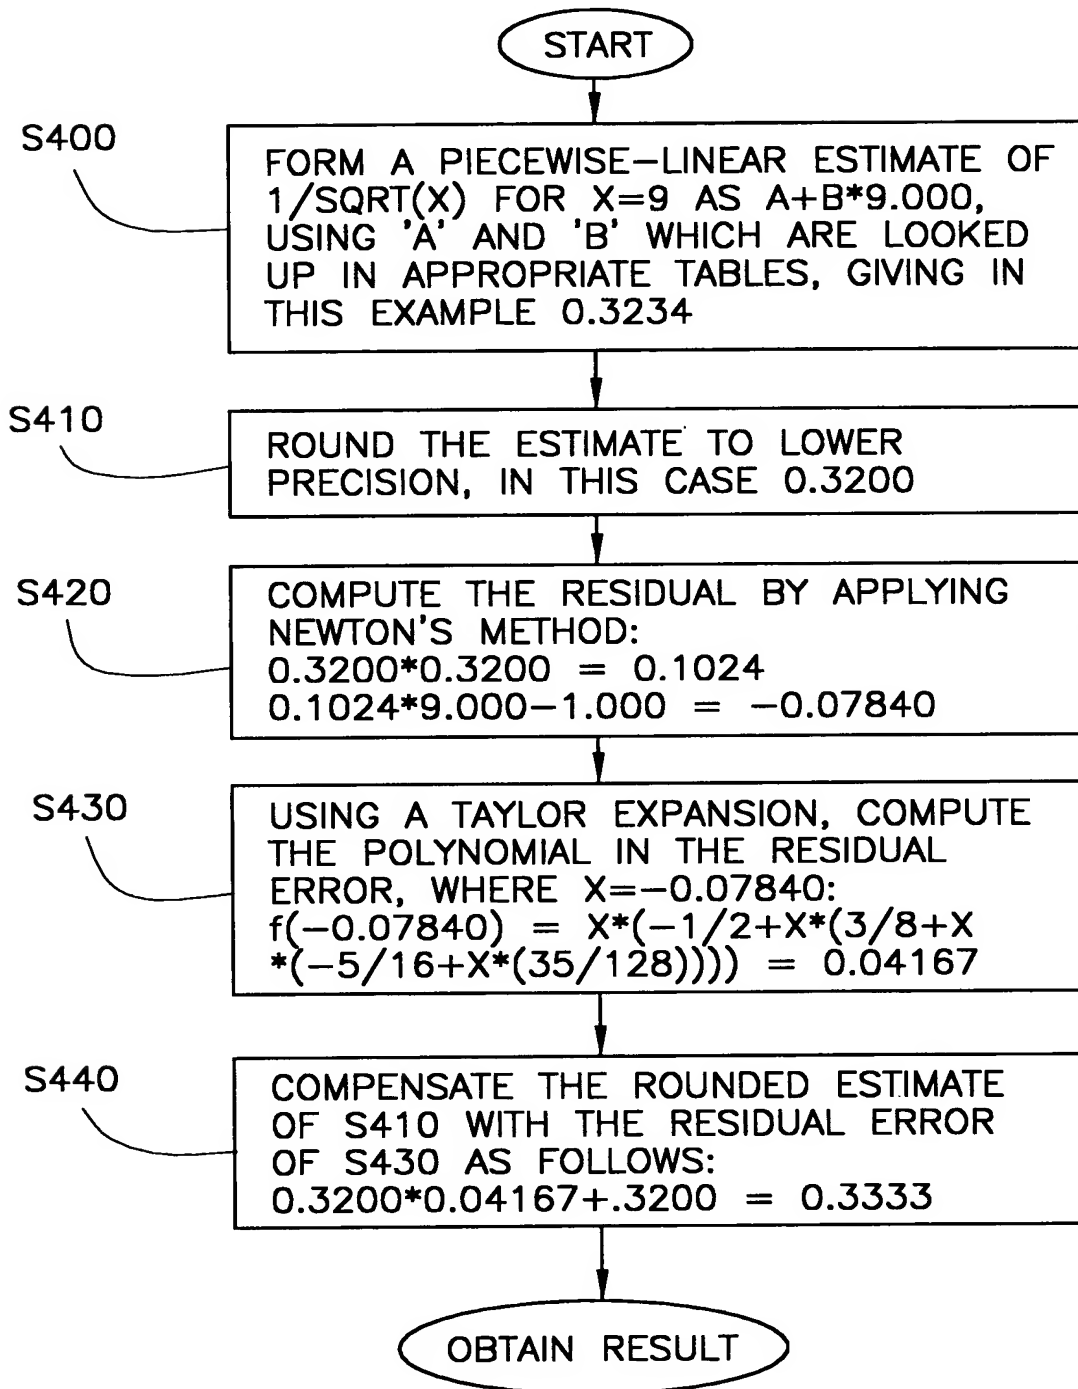 START
S400
FORM A PIECEWISE-LINEAR ESTIMATE OF
1/SQRT(X) FOR X=9 AS A+B*9.000,
USING 'A' AND 'B' WHICH ARE LOOKED
UP IN APPROPRIATE TABLES, GIVING IN
THIS EXAMPLE 0.3234
S410
ROUND THE ESTIMATE TO LOWER
PRECISION, IN THIS CASE 0.3200
S420
COMPUTE THE RESIDUAL BY APPLYING
NEWTON'S METHOD:
0.3200*0.3200 = 0.1024
0.1024*9.000-1.000 = -0.07840
S430
USING A TAYLOR EXPANSION, COMPUTE
THE POLYNOMIAL IN THE RESIDUAL
ERROR, WHERE X=-0.07840:
f(-0.07840) = X*(-1/2+X*(3/8+X
*(-5/16+X*(35/128)))) = 0.04167
S440
COMPENSATE THE ROUNDED ESTIMATE
OF S410 WITH THE RESIDUAL ERROR
OF S430 AS FOLLOWS:
0.3200*0.04167+.3200 = 0.3333
OBTAIN RESULT